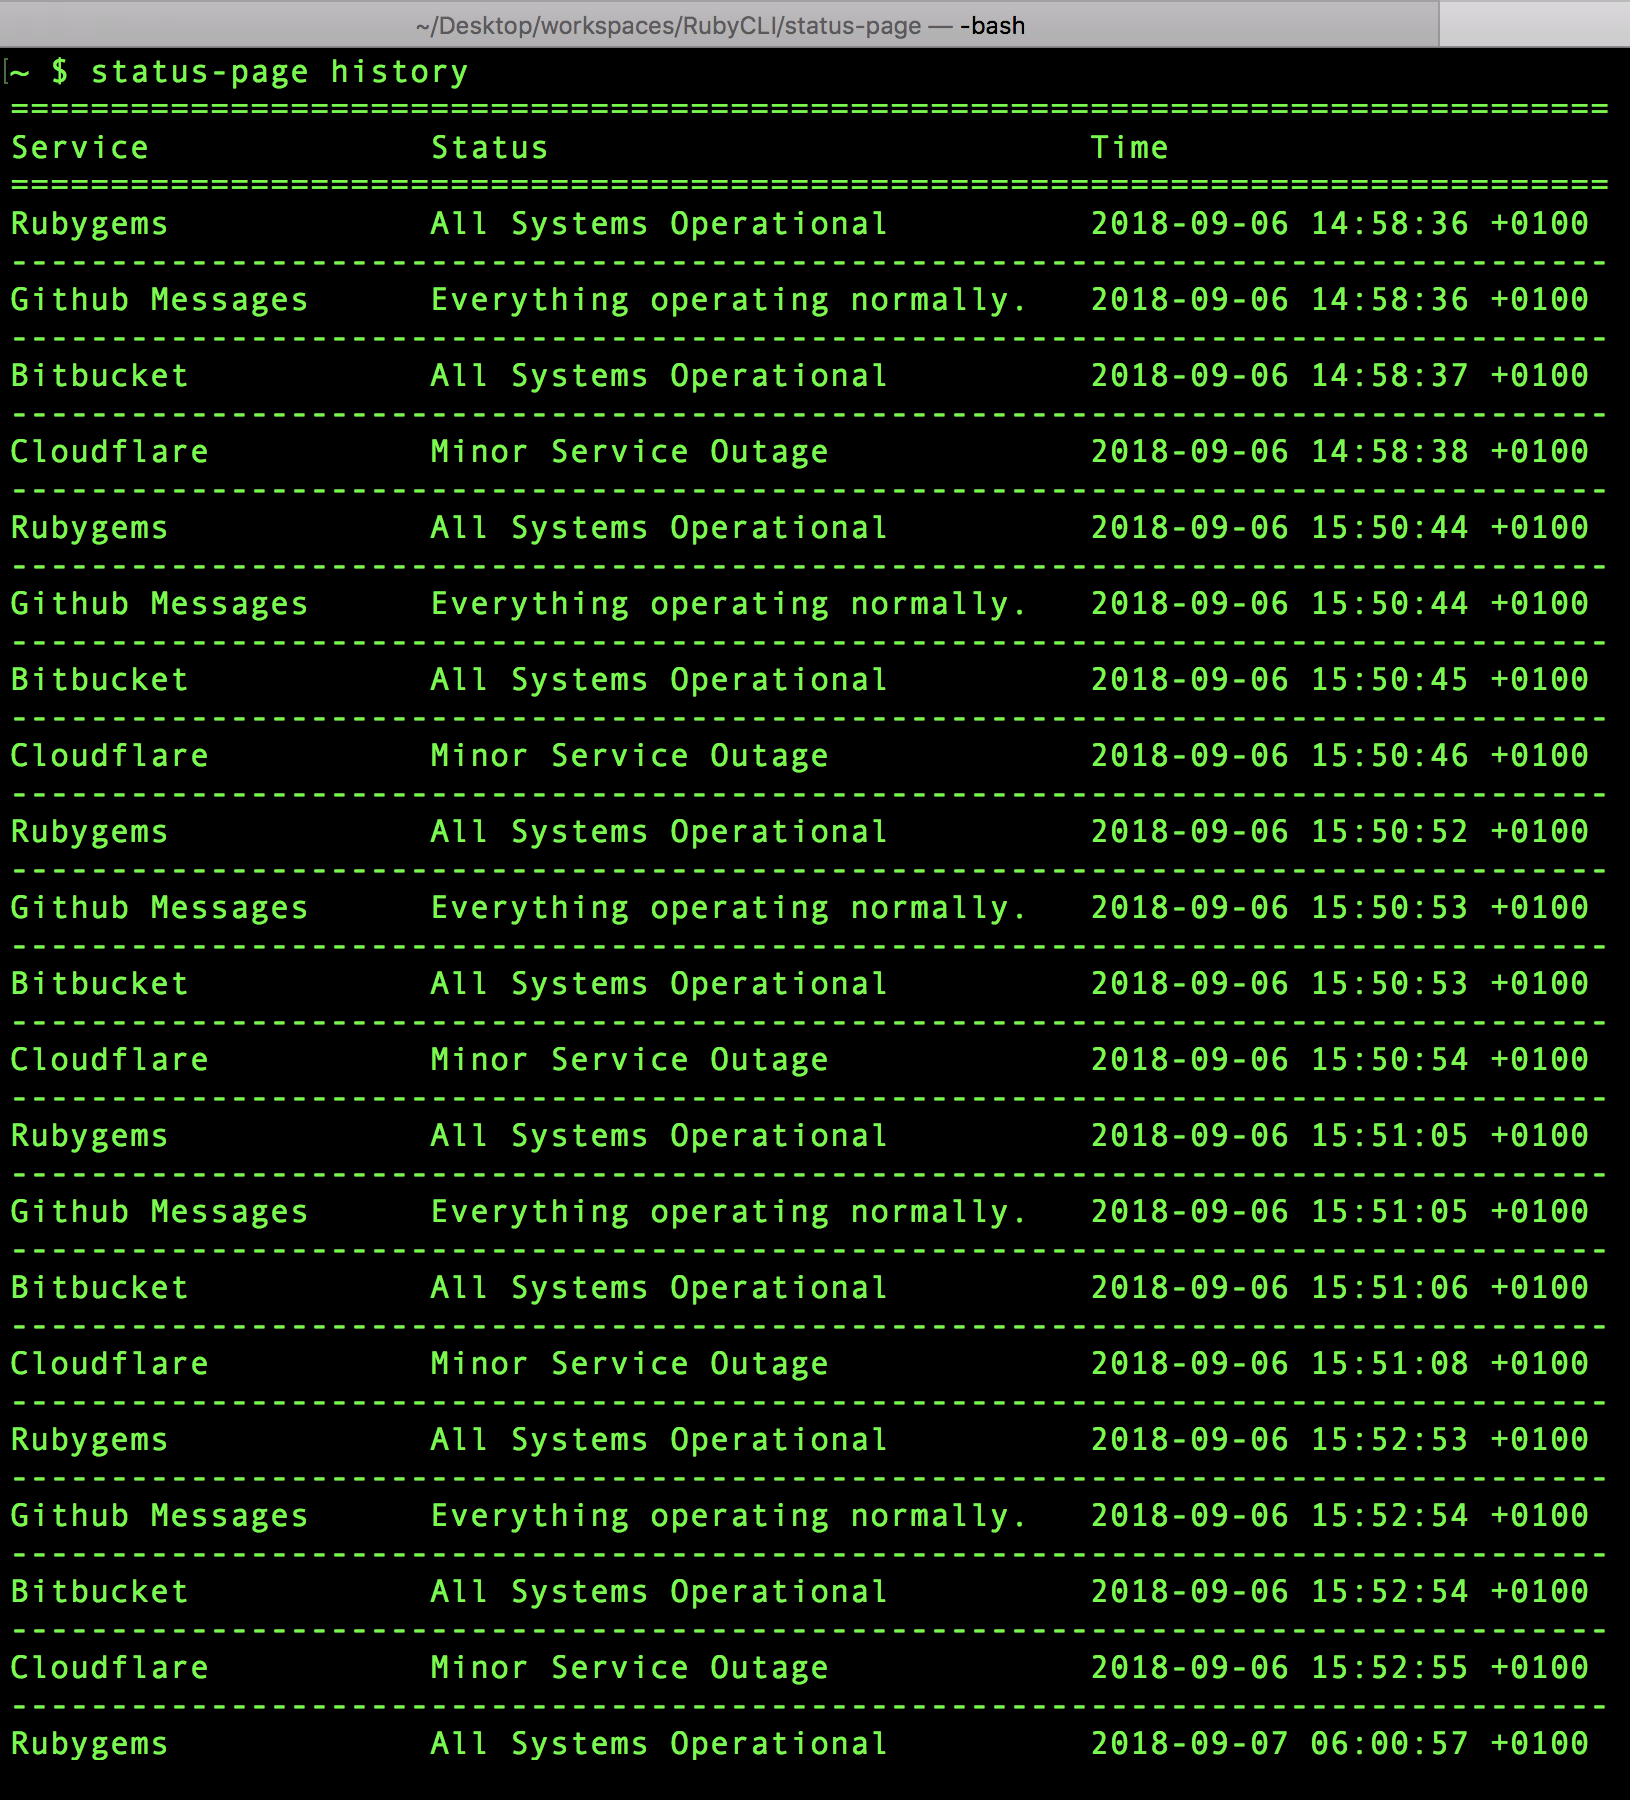 ~/Desktop/workspaces/RubyCLI/status-page — -bash
~ $ status-page history
================================================================================
Service Status Time
================================================================================
Rubygems All Systems Operational 2018-09-06 14:58:36 +0100
--------------------------------------------------------------------------------
Github Messages Everything operating normally. 2018-09-06 14:58:36 +0100
--------------------------------------------------------------------------------
Bitbucket All Systems Operational 2018-09-06 14:58:37 +0100
--------------------------------------------------------------------------------
Cloudflare Minor Service Outage 2018-09-06 14:58:38 +0100
--------------------------------------------------------------------------------
Rubygems All Systems Operational 2018-09-06 15:50:44 +0100
--------------------------------------------------------------------------------
Github Messages Everything operating normally. 2018-09-06 15:50:44 +0100
--------------------------------------------------------------------------------
Bitbucket All Systems Operational 2018-09-06 15:50:45 +0100
--------------------------------------------------------------------------------
Cloudflare Minor Service Outage 2018-09-06 15:50:46 +0100
--------------------------------------------------------------------------------
Rubygems All Systems Operational 2018-09-06 15:50:52 +0100
--------------------------------------------------------------------------------
Github Messages Everything operating normally. 2018-09-06 15:50:53 +0100
--------------------------------------------------------------------------------
Bitbucket All Systems Operational 2018-09-06 15:50:53 +0100
--------------------------------------------------------------------------------
Cloudflare Minor Service Outage 2018-09-06 15:50:54 +0100
--------------------------------------------------------------------------------
Rubygems All Systems Operational 2018-09-06 15:51:05 +0100
--------------------------------------------------------------------------------
Github Messages Everything operating normally. 2018-09-06 15:51:05 +0100
--------------------------------------------------------------------------------
Bitbucket All Systems Operational 2018-09-06 15:51:06 +0100
--------------------------------------------------------------------------------
Cloudflare Minor Service Outage 2018-09-06 15:51:08 +0100
--------------------------------------------------------------------------------
Rubygems All Systems Operational 2018-09-06 15:52:53 +0100
--------------------------------------------------------------------------------
Github Messages Everything operating normally. 2018-09-06 15:52:54 +0100
--------------------------------------------------------------------------------
Bitbucket All Systems Operational 2018-09-06 15:52:54 +0100
--------------------------------------------------------------------------------
Cloudflare Minor Service Outage 2018-09-06 15:52:55 +0100
--------------------------------------------------------------------------------
Rubygems All Systems Operational 2018-09-07 06:00:57 +0100